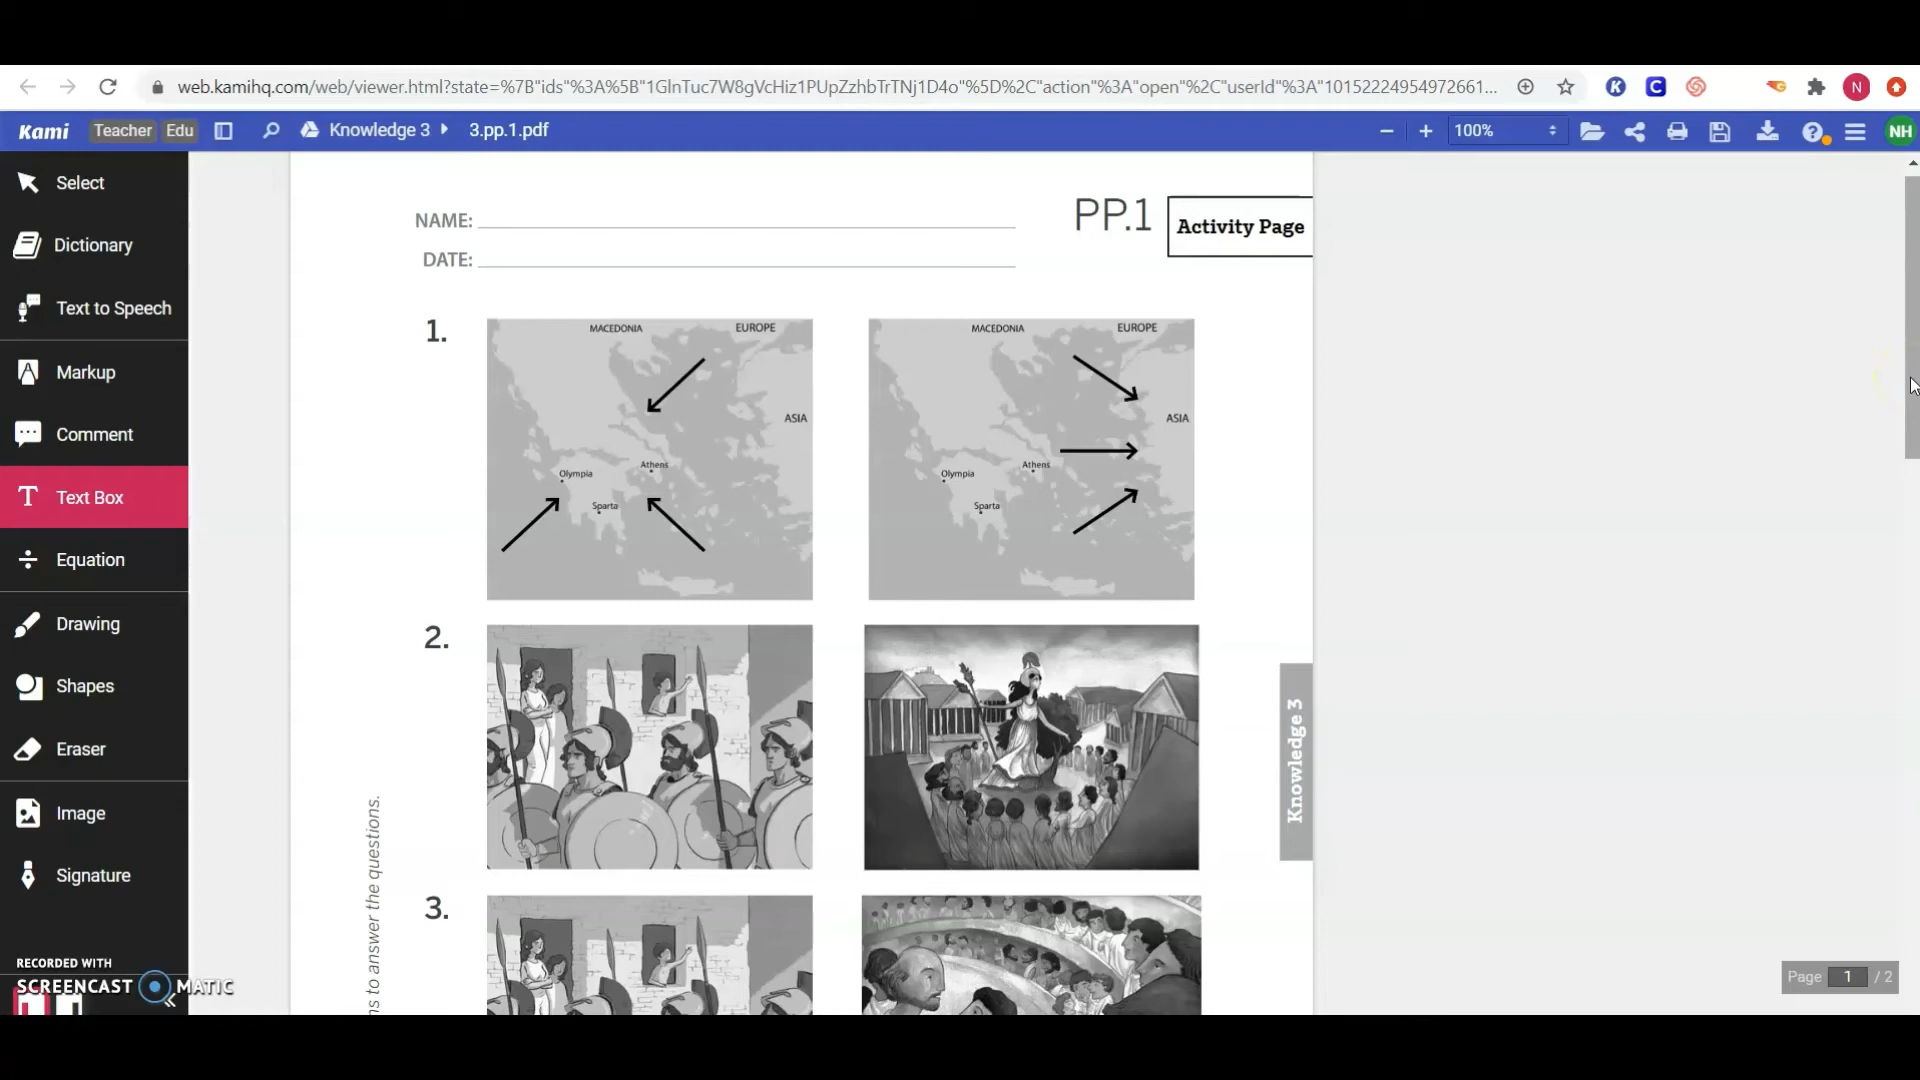 web.kamihq.com/web/viewer.html?state=%7B"ids"%3A%5B"1GlnTuc7W8gVcHiz1PUpZzhbTrTNj1D4o"%5D%2C"action"%3A"open"%2C"userId"%3A"10152224954972661...
K C N
Kami Teacher Edu Knowledge 3 3.pp.1.pdf 100% ? NH
Select
Dictionary
Text to Speech
Markup
Comment
T Text Box
Equation
Drawing
Shapes
Eraser
Image
Signature
RECORDED WITH
SCREENCAST MATIC
NAME:
DATE:
PP.1 Activity Page
1.
MACEDONIA EUROPE
ASIA
Athens
Olympia
Sparta
MACEDONIA EUROPE
ASIA
Athens
Olympia
Sparta
2.
3.
ns to answer the questions.
Knowledge 3
Page 1 / 2